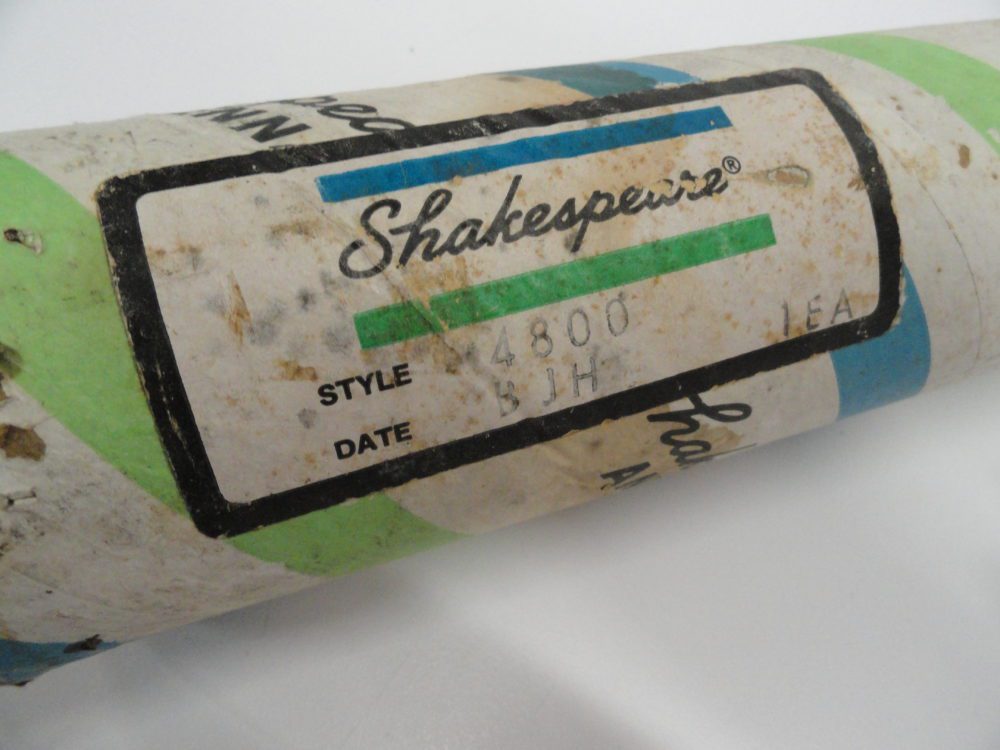 Shakespeare®
STYLE 4800 1EA
DATE BJH